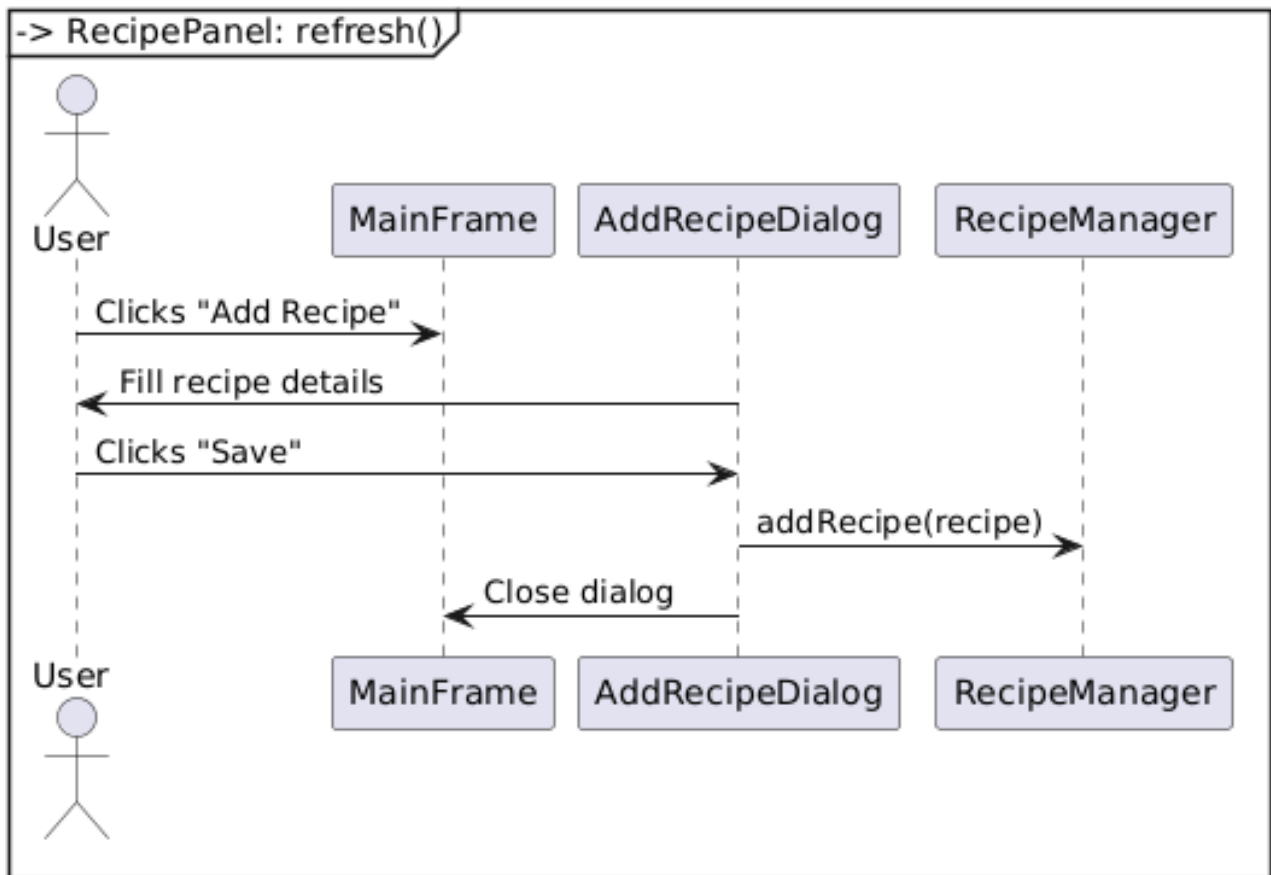 -> RecipePanel: refresh()
User
MainFrame
AddRecipeDialog
RecipeManager
Clicks "Add Recipe"
Fill recipe details
Clicks "Save"
addRecipe(recipe)
Close dialog
User
MainFrame
AddRecipeDialog
RecipeManager